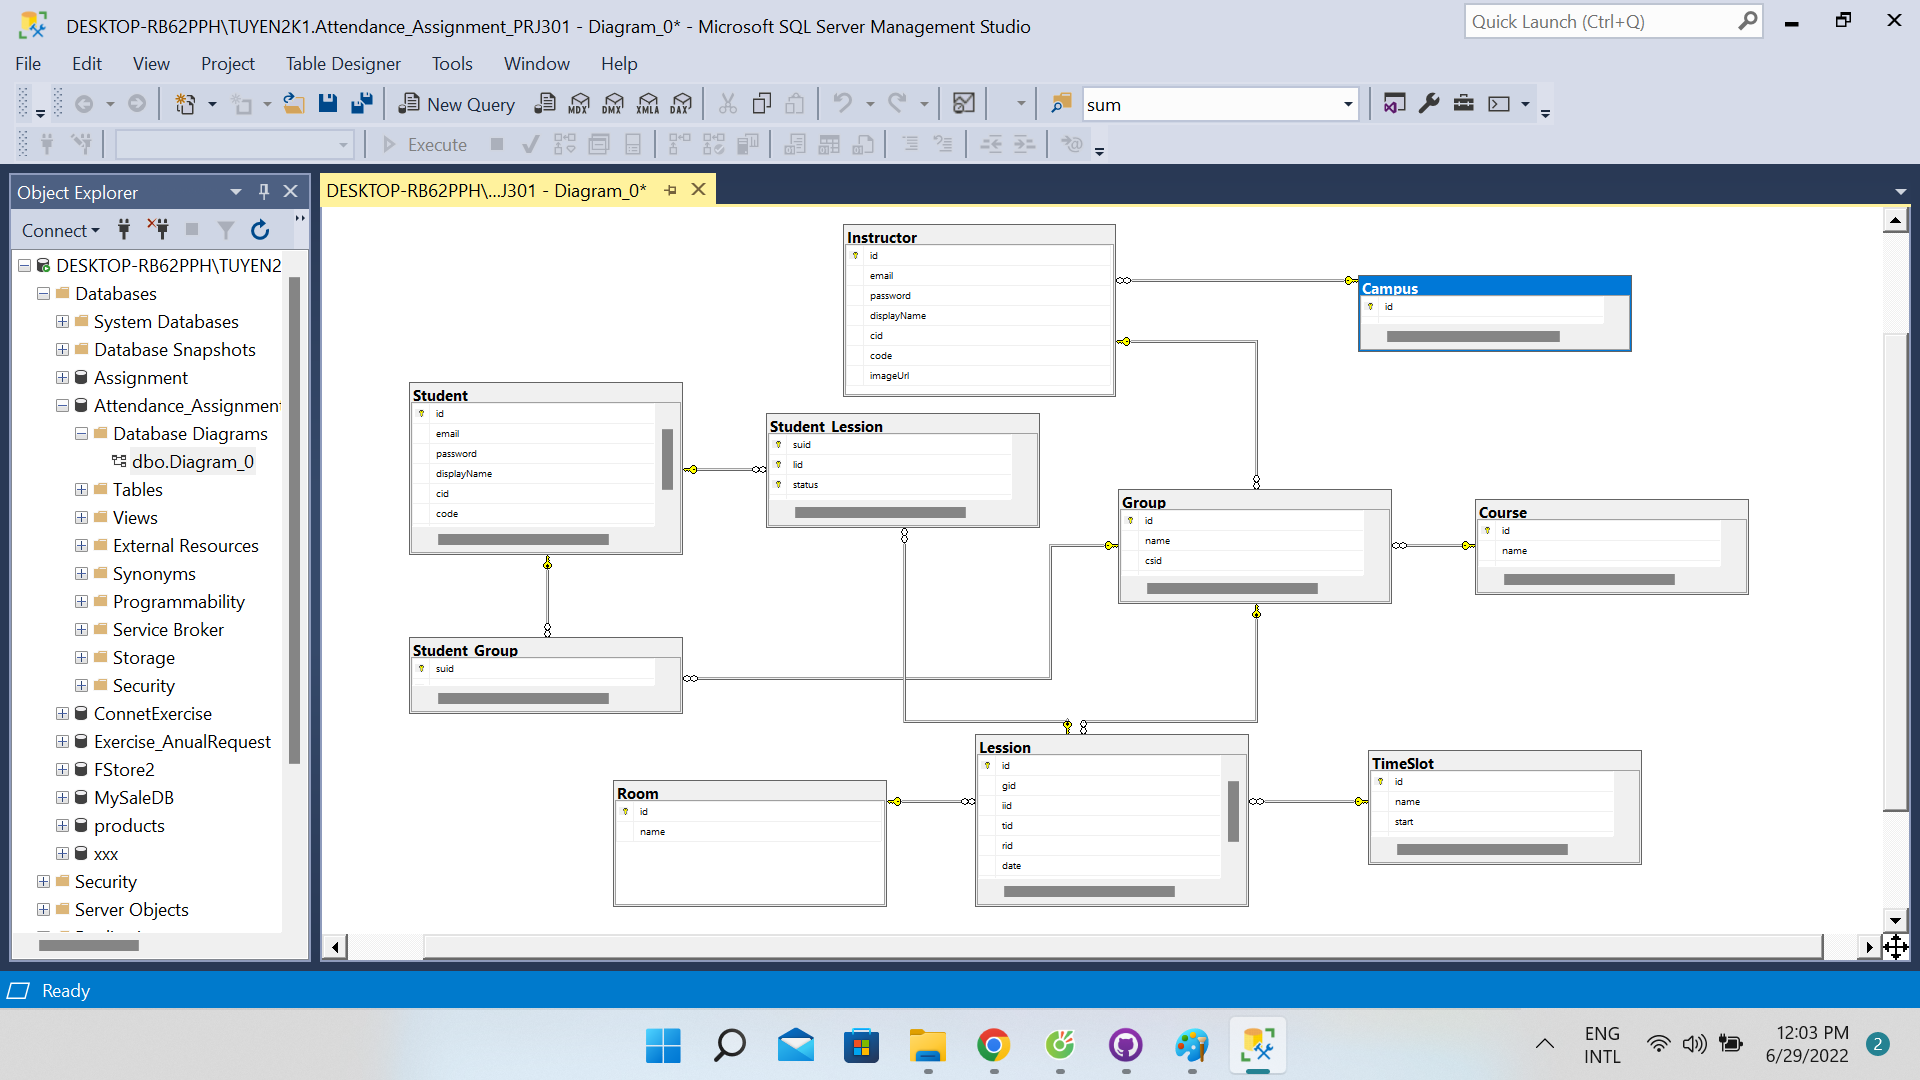 DESKTOP-RB62PPH\TUYEN2K1.Attendance_Assignment_PRJ301 - Diagram_0* - Microsoft SQL Server Management Studio
Quick Launch (Ctrl+Q)
File Edit View Project Table Designer Tools Window Help
New Query MDX DMX XMLA DAX sum
Execute
Object Explorer
DESKTOP-RB62PPH\...J301 - Diagram_0*
Connect
DESKTOP-RB62PPH\TUYEN2
Databases
System Databases
Database Snapshots
Assignment
Attendance_Assignment
Database Diagrams
dbo.Diagram_0
Tables
Views
External Resources
Synonyms
Programmability
Service Broker
Storage
Security
ConnetExercise
Exercise_AnualRequest
FStore2
MySaleDB
products
xxx
Security
Server Objects
Instructor
id
email
password
displayName
cid
code
imageUrl
Campus
id
Student
id
email
password
displayName
cid
code
Student_Lession
suid
lid
status
Group
id
name
csid
Course
id
name
Student_Group
suid
Room
id
name
Lession
id
gid
iid
tid
rid
date
TimeSlot
id
name
start
Ready
ENG
INTL
12:03 PM
6/29/2022
2